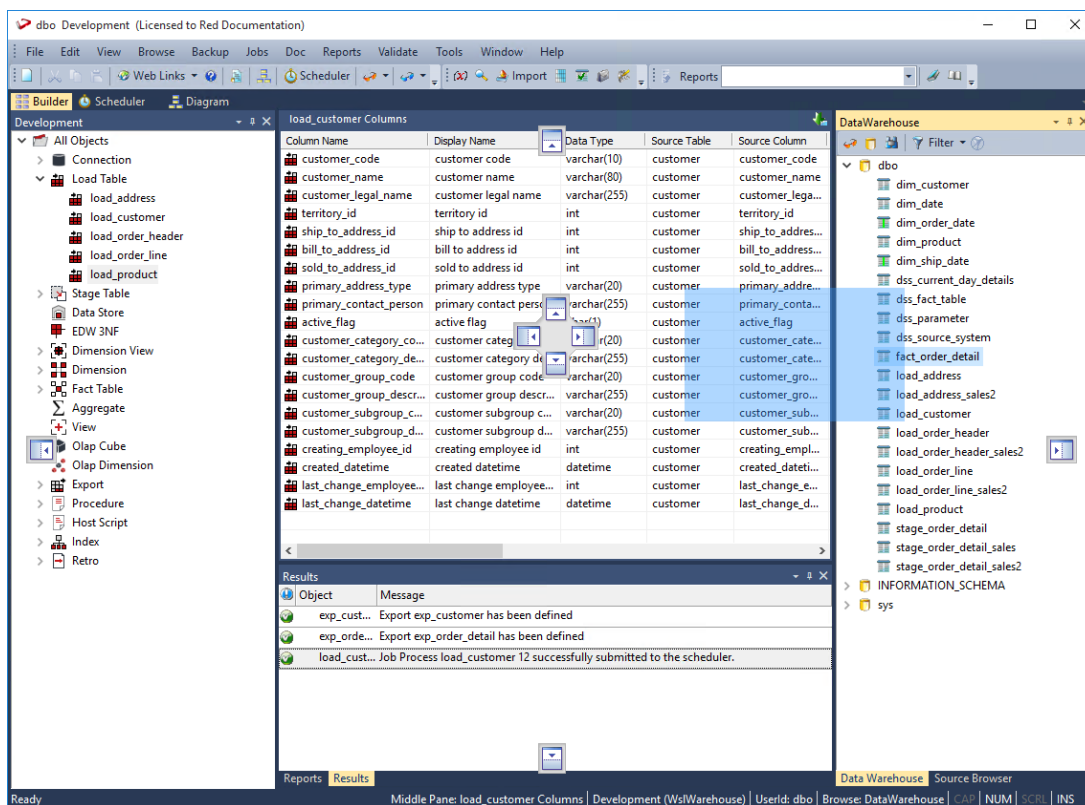 dbo Development (Licensed to Red Documentation)
File Edit View Browse Backup Jobs Doc Reports Validate Tools Window Help
Web Links Scheduler (x) Import Reports
Builder Scheduler Diagram
Development
All Objects
Connection
Load Table
load_address
load_customer
load_order_header
load_order_line
load_product
Stage Table
Data Store
EDW 3NF
Dimension View
Dimension
Fact Table
Aggregate
View
Olap Cube
Olap Dimension
Export
Procedure
Host Script
Index
Retro
load_customer Columns
Column Name Display Name Data Type Source Table Source Column
customer_code customer code varchar(10) customer customer_code
customer_name customer name varchar(80) customer customer_name
customer_legal_name customer legal name varchar(255) customer customer_lega...
territory_id territory id int customer territory_id
ship_to_address_id ship to address id int customer ship_to_addres...
bill_to_address_id bill to address id int customer bill_to_address...
sold_to_address_id sold to address id int customer sold_to_addres...
primary_address_type primary address type varchar(20) customer primary_addre...
primary_contact_person primary contact varchar(255) customer primary_conta...
active_flag active flag customer active_flag
customer_category_co... customer customer customer_cate...
customer_category_de... customer category varchar(255) customer customer_cate...
customer_group_code customer group code varchar(20) customer customer_gro...
customer_group_descr... customer group descr... varchar(255) customer customer_gro...
customer_subgroup_c... customer subgroup c... varchar(20) customer customer_sub...
customer_subgroup_d... customer subgroup d... varchar(255) customer customer_sub...
creating_employee_id creating employee id int customer creating_empl...
created_datetime created datetime datetime customer created_dateti...
last_change_employee... last change employee... int customer last_change_e...
last_change_datetime last change datetime datetime customer last_change_d...
Results
Object Message
exp_cust... Export exp_customer has been defined
exp_orde... Export exp_order_detail has been defined
load_cust... Job Process load_customer 12 successfully submitted to the scheduler.
Reports Results
DataWarehouse
Filter
dbo
dim_customer
dim_date
dim_order_date
dim_product
dim_ship_date
dss_current_day_details
dss_fact_table
dss_parameter
dss_source_system
fact_order_detail
load_address
load_address_sales2
load_customer
load_order_header
load_order_header_sales2
load_order_line
load_order_line_sales2
load_product
stage_order_detail
stage_order_detail_sales
stage_order_detail_sales2
INFORMATION_SCHEMA
sys
Data Warehouse Source Browser
Ready Middle Pane: load_customer Columns Development (WslWarehouse) UserId: dbo Browse: DataWarehouse CAP NUM SCRL INS